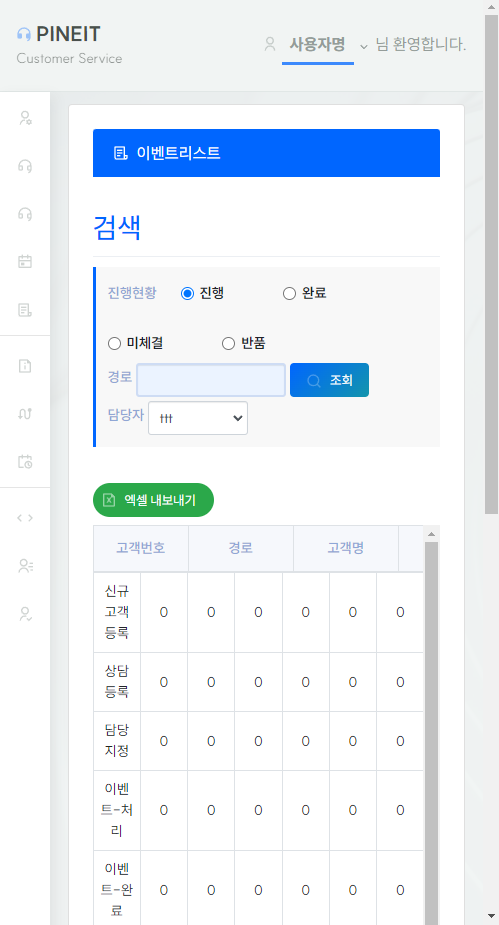 PINEIT
Customer Service
사용자명 님 환영합니다.
이벤트리스트
검색
진행현황 진행 완료
미체결 반품
경로 조회
담당자 ttt
엑셀 내보내기
고객번호 경로 고객명
신규 고객 등록 0 0 0 0 0 0
상담 등록 0 0 0 0 0 0
담당 지정 0 0 0 0 0 0
이벤트-처리 0 0 0 0 0 0
이벤트-완료 0 0 0 0 0 0